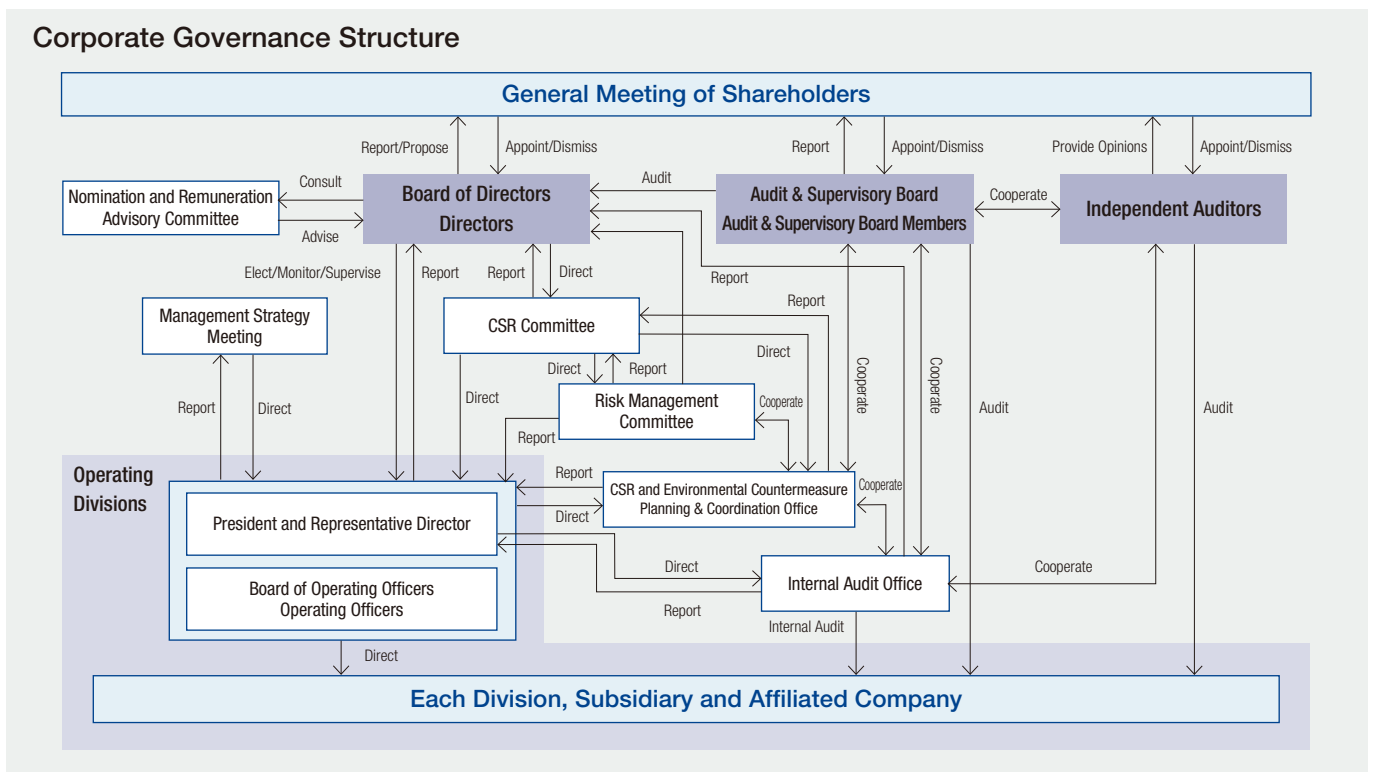 Corporate Governance Structure
General Meeting of Shareholders
Report/Propose
Appoint/Dismiss
Report
Appoint/Dismiss
Provide Opinions
Appoint/Dismiss
Nomination and Remuneration
Advisory Committee
Consult
Advise
Board of Directors
Directors
Audit
Audit & Supervisory Board
Audit & Supervisory Board Members
Cooperate
Independent Auditors
Elect/Monitor/Supervise
Report
Report
Direct
Report
Management Strategy
Meeting
CSR Committee
Report
Direct
Direct
Report
Cooperate
Cooperate
Report
Direct
Direct
Risk Management
Committee
Cooperate
Audit
Audit
Report
Operating
Divisions
Report
Direct
CSR and Environmental Countermeasure
Planning & Coordination Office
Cooperate
President and Representative Director
Direct
Report
Internal Audit Office
Cooperate
Board of Operating Officers
Operating Officers
Internal Audit
Direct
Each Division, Subsidiary and Affiliated Company